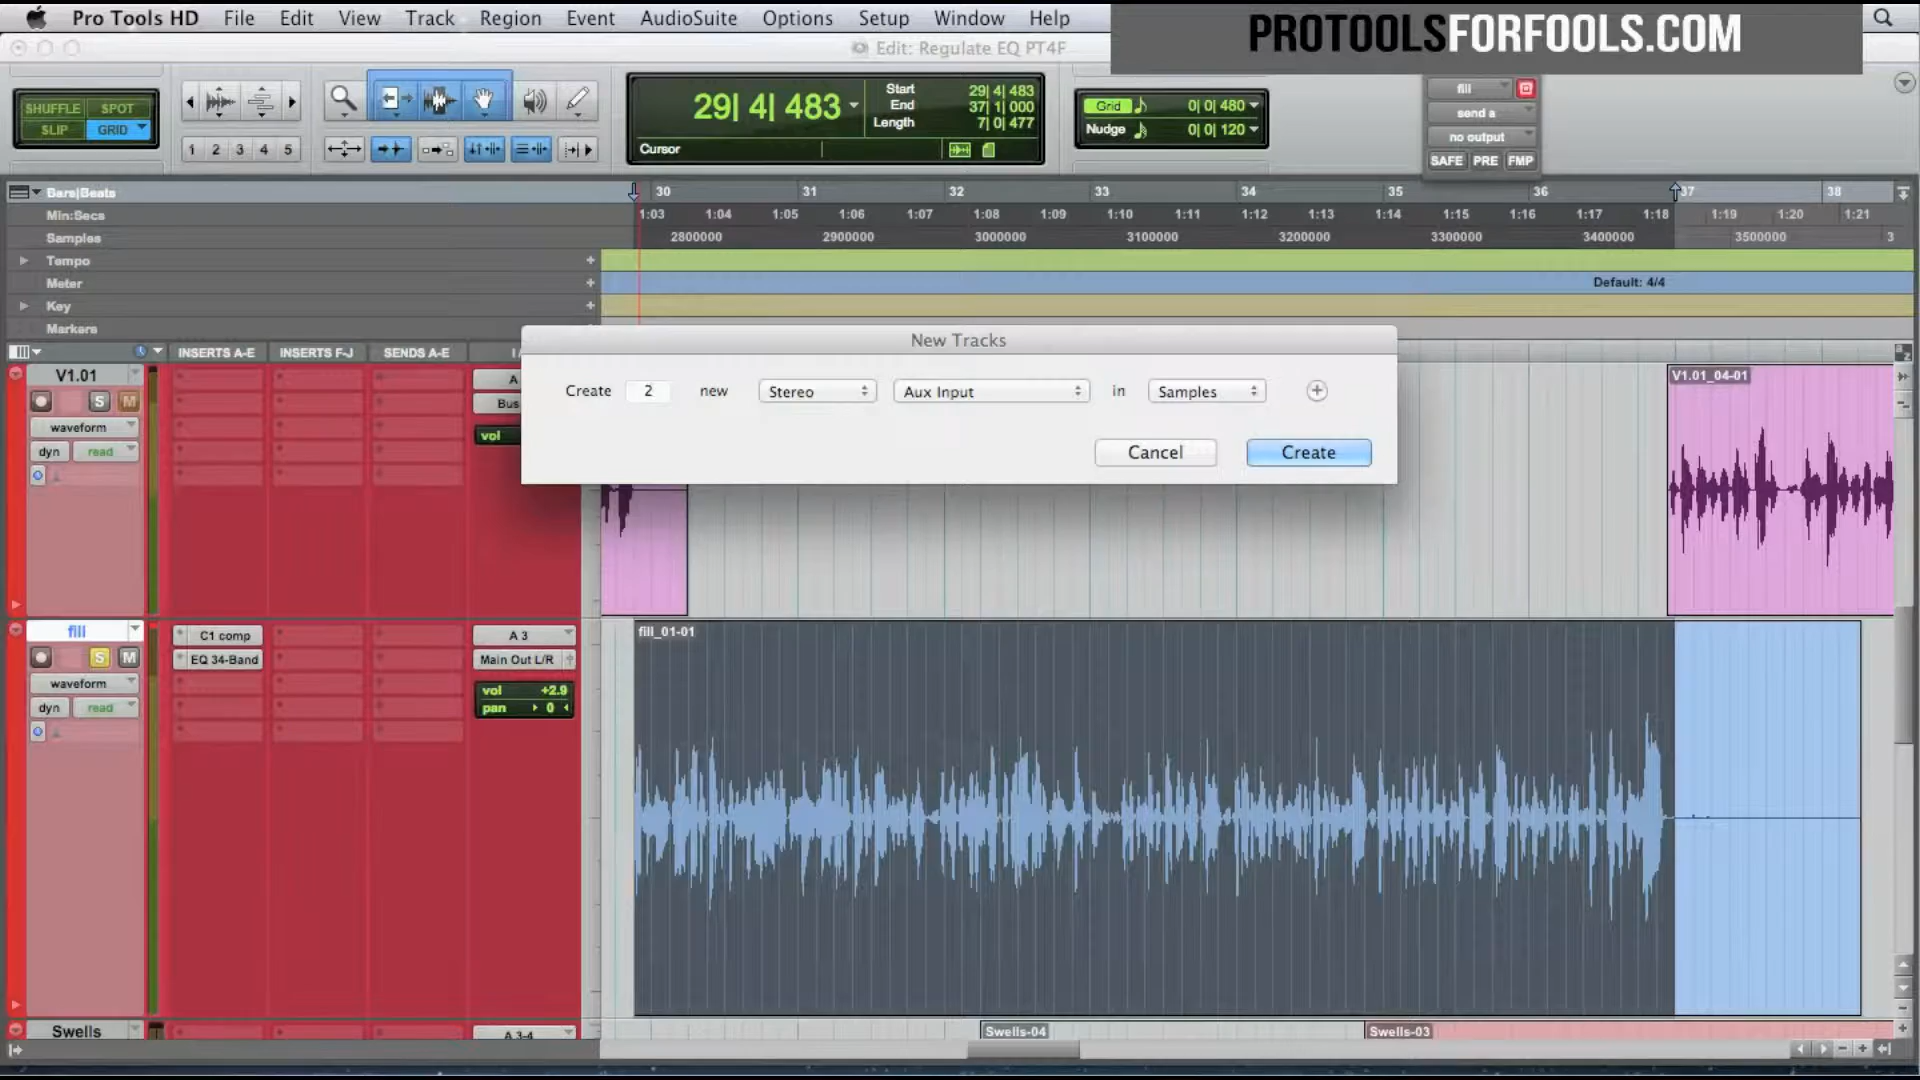 Pro Tools HD File Edit View Track Region Event AudioSuite Options Setup Window Help
PROTOOLSFORFOOLS.COM
Edit: Regulate EQ PT4F
SHUFFLE SPOT
SLIP GRID
1 2 3 4 5
29| 4| 483
Start 29| 4| 483
End 37| 1| 000
Length 7| 0| 477
Cursor
Grid 0| 0| 480
Nudge 0| 0| 120
fill
send a
no output
SAFE PRE FMP
Bars|Beats 30 31 32 33 34 35 36 37 38
Min:Secs 1:03 1:04 1:05 1:06 1:07 1:08 1:09 1:10 1:11 1:12 1:13 1:14 1:15 1:16 1:17 1:18 1:19 1:20 1:21
Samples 2800000 2900000 3000000 3100000 3200000 3300000 3400000 3500000 3
Tempo
Meter Default: 4/4
Key
Markers
INSERTS A-E INSERTS F-J SENDS A-E
New Tracks
Create 2 new Stereo Aux Input in Samples
Cancel Create
V1.01
S M
waveform
dyn read
A
Bus
vol
V1.01_04-01
fill
S M
waveform
dyn read
C1 comp
EQ 34-Band
A 3
Main Out L/R
vol +2.9
pan 0
fill_01-01
Swells
A 3-4
Swells-04
Swells-03